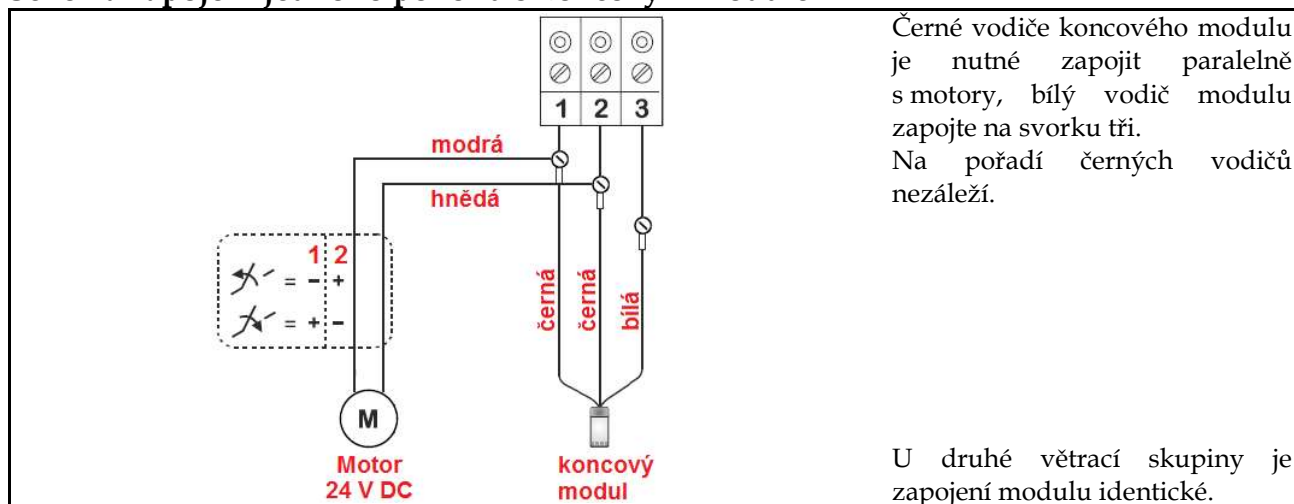 1 2 3
modrá
hnědá
1 2
= - +
= + -
černá
černá
bílá
M
Motor
24 V DC
koncový
modul
Černé vodiče koncového modulu
je nutné zapojit paralelně
s motory, bílý vodič modulu
zapojte na svorku tři.
Na pořadí černých vodičů
nezáleží.
U druhé větrací skupiny je
zapojení modulu identické.